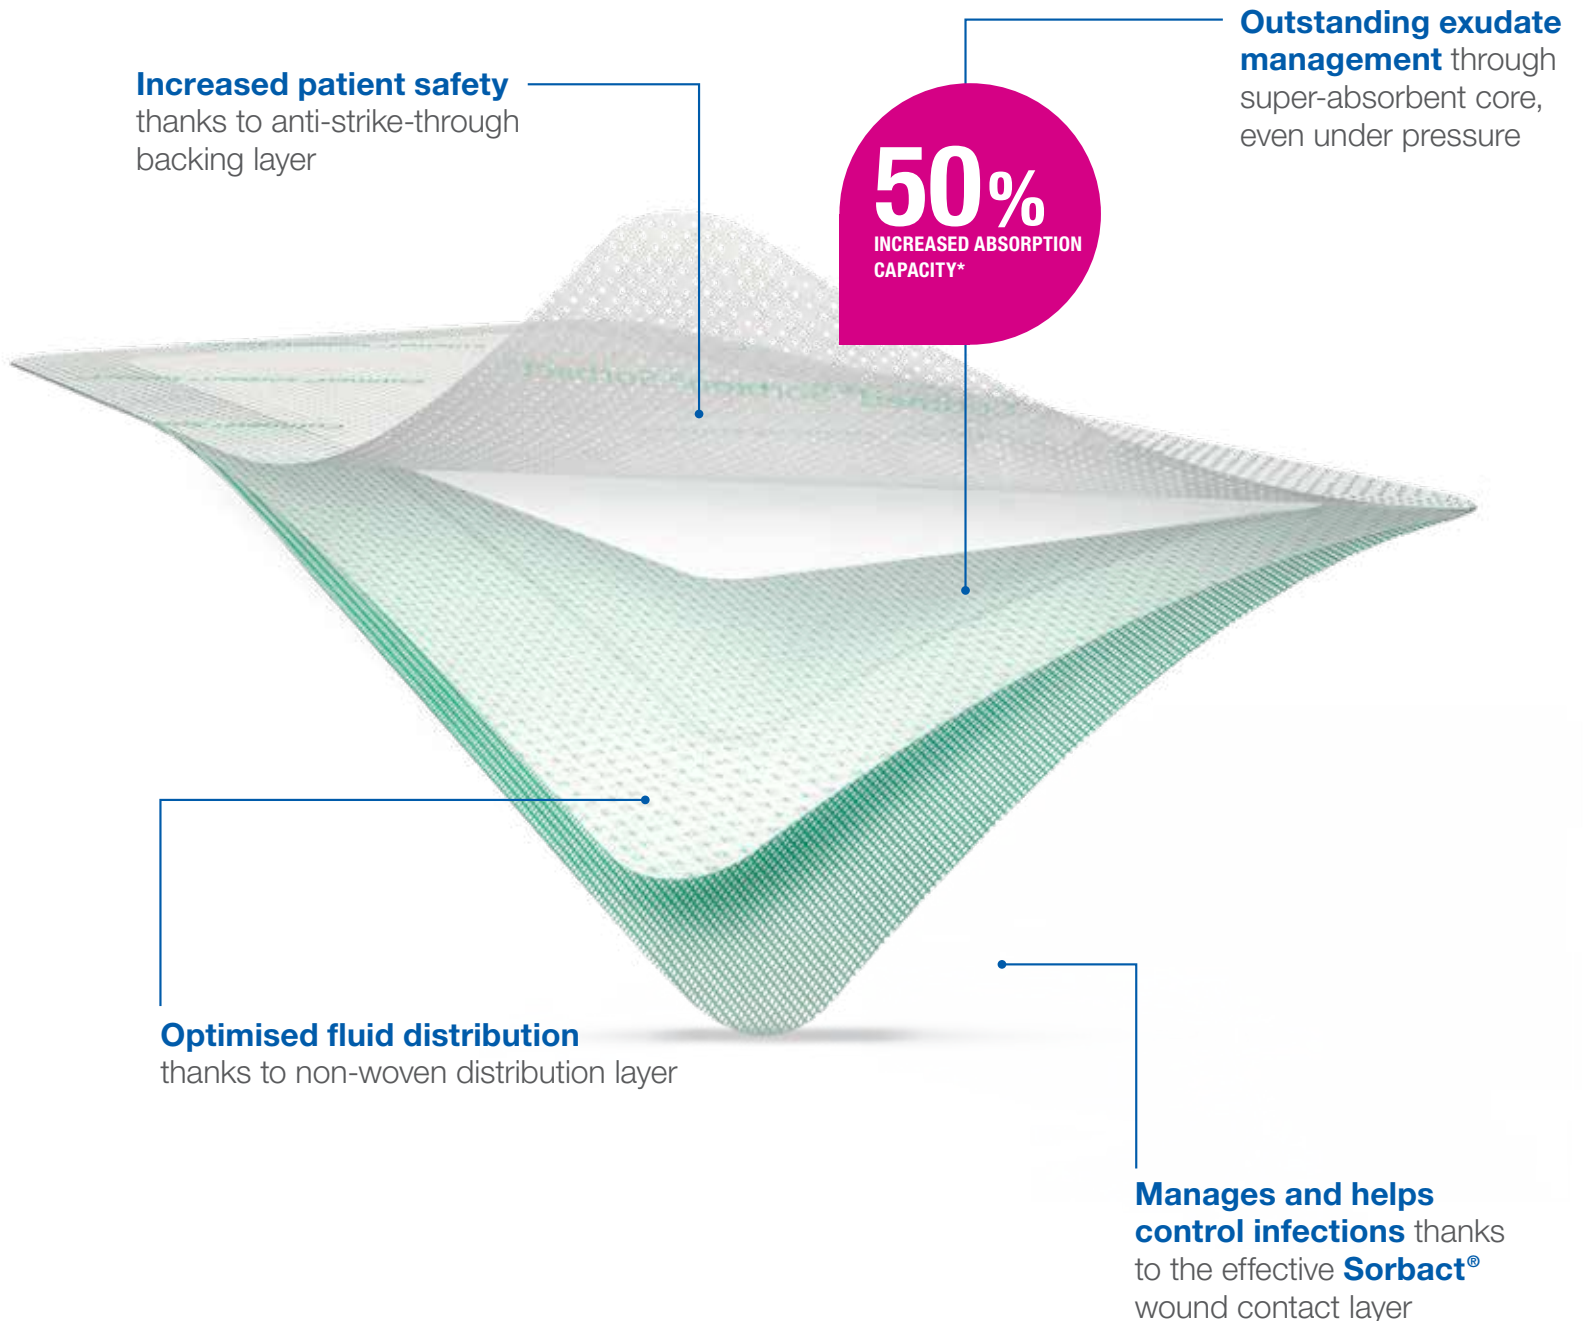 Increased patient safety
thanks to anti-strike-through
backing layer
Outstanding exudate
management through
super-absorbent core,
even under pressure
50%
INCREASED ABSORPTION
CAPACITY*
Optimised fluid distribution
thanks to non-woven distribution layer
Manages and helps
control infections thanks
to the effective Sorbact®
wound contact layer